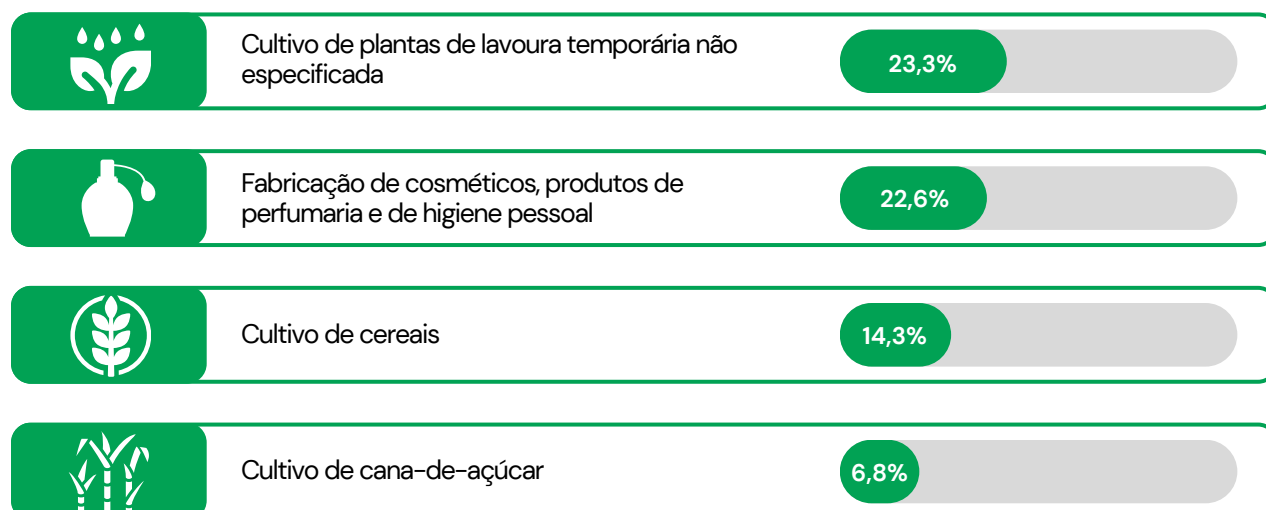 Cultivo de plantas de lavoura temporária não
especificada
23,3%
Fabricação de cosméticos, produtos de
perfumaria e de higiene pessoal
22,6%
Cultivo de cereais
14,3%
Cultivo de cana-de-açúcar
6,8%